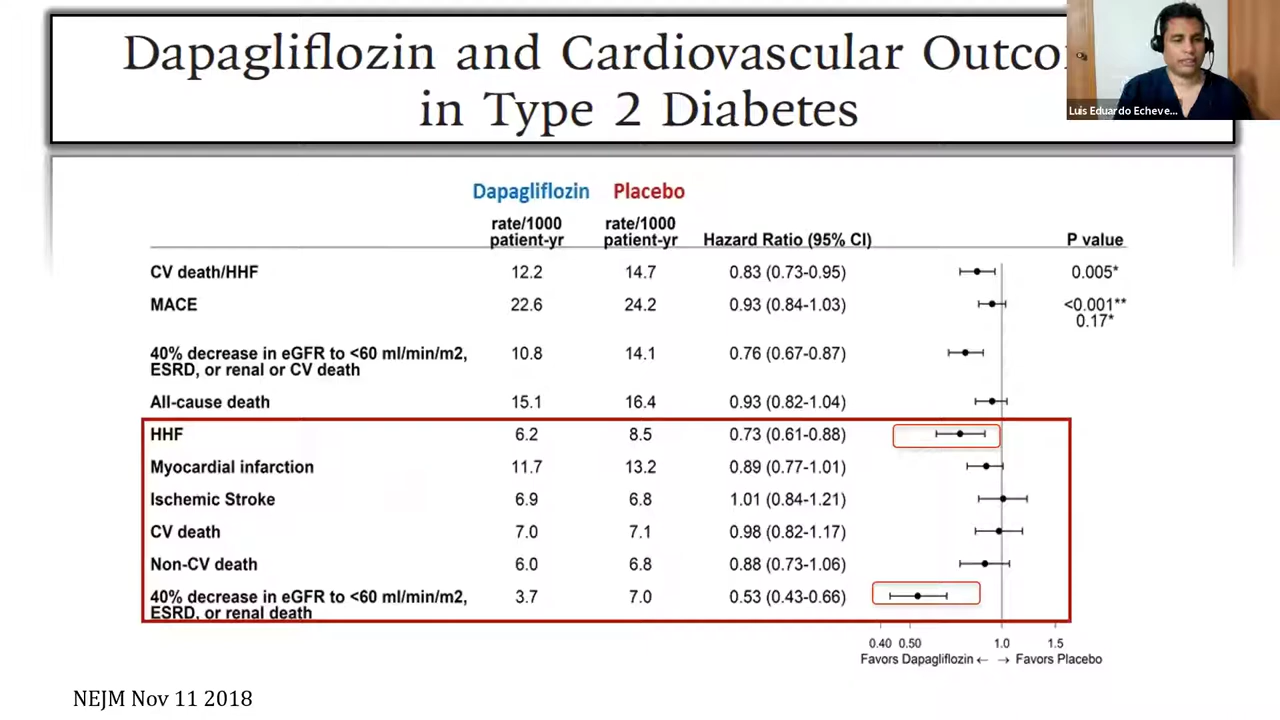 Dapagliflozin and Cardiovascular
in Type 2 Diabetes
Luis Eduardo Echeve...
Dapagliflozin Placebo
rate/1000 rate/1000
patient-yr patient-yr Hazard Ratio (95% CI) P value
CV death/HHF 12.2 14.7 0.83 (0.73-0.95) 0.005*
MACE 22.6 24.2 0.93 (0.84-1.03) <0.001**
0.17*
40% decrease in eGFR to <60 ml/min/m2, 10.8 14.1 0.76 (0.67-0.87)
ESRD, or renal or CV death
All-cause death 15.1 16.4 0.93 (0.82-1.04)
HHF 6.2 8.5 0.73 (0.61-0.88)
Myocardial infarction 11.7 13.2 0.89 (0.77-1.01)
Ischemic Stroke 6.9 6.8 1.01 (0.84-1.21)
CV death 7.0 7.1 0.98 (0.82-1.17)
Non-CV death 6.0 6.8 0.88 (0.73-1.06)
40% decrease in eGFR to <60 ml/min/m2, 3.7 7.0 0.53 (0.43-0.66)
ESRD, or renal death
0.40 0.50 1.0 1.5
Favors Dapagliflozin ← → Favors Placebo
NEJM Nov 11 2018